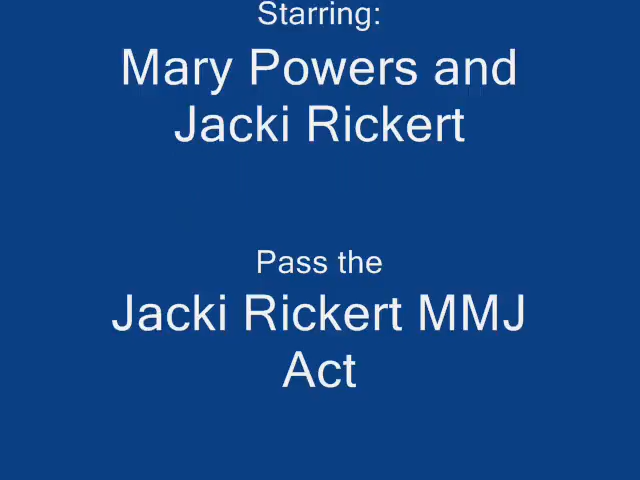 Starring:
Mary Powers and
Jacki Rickert
Pass the
Jacki Rickert MMJ
Act